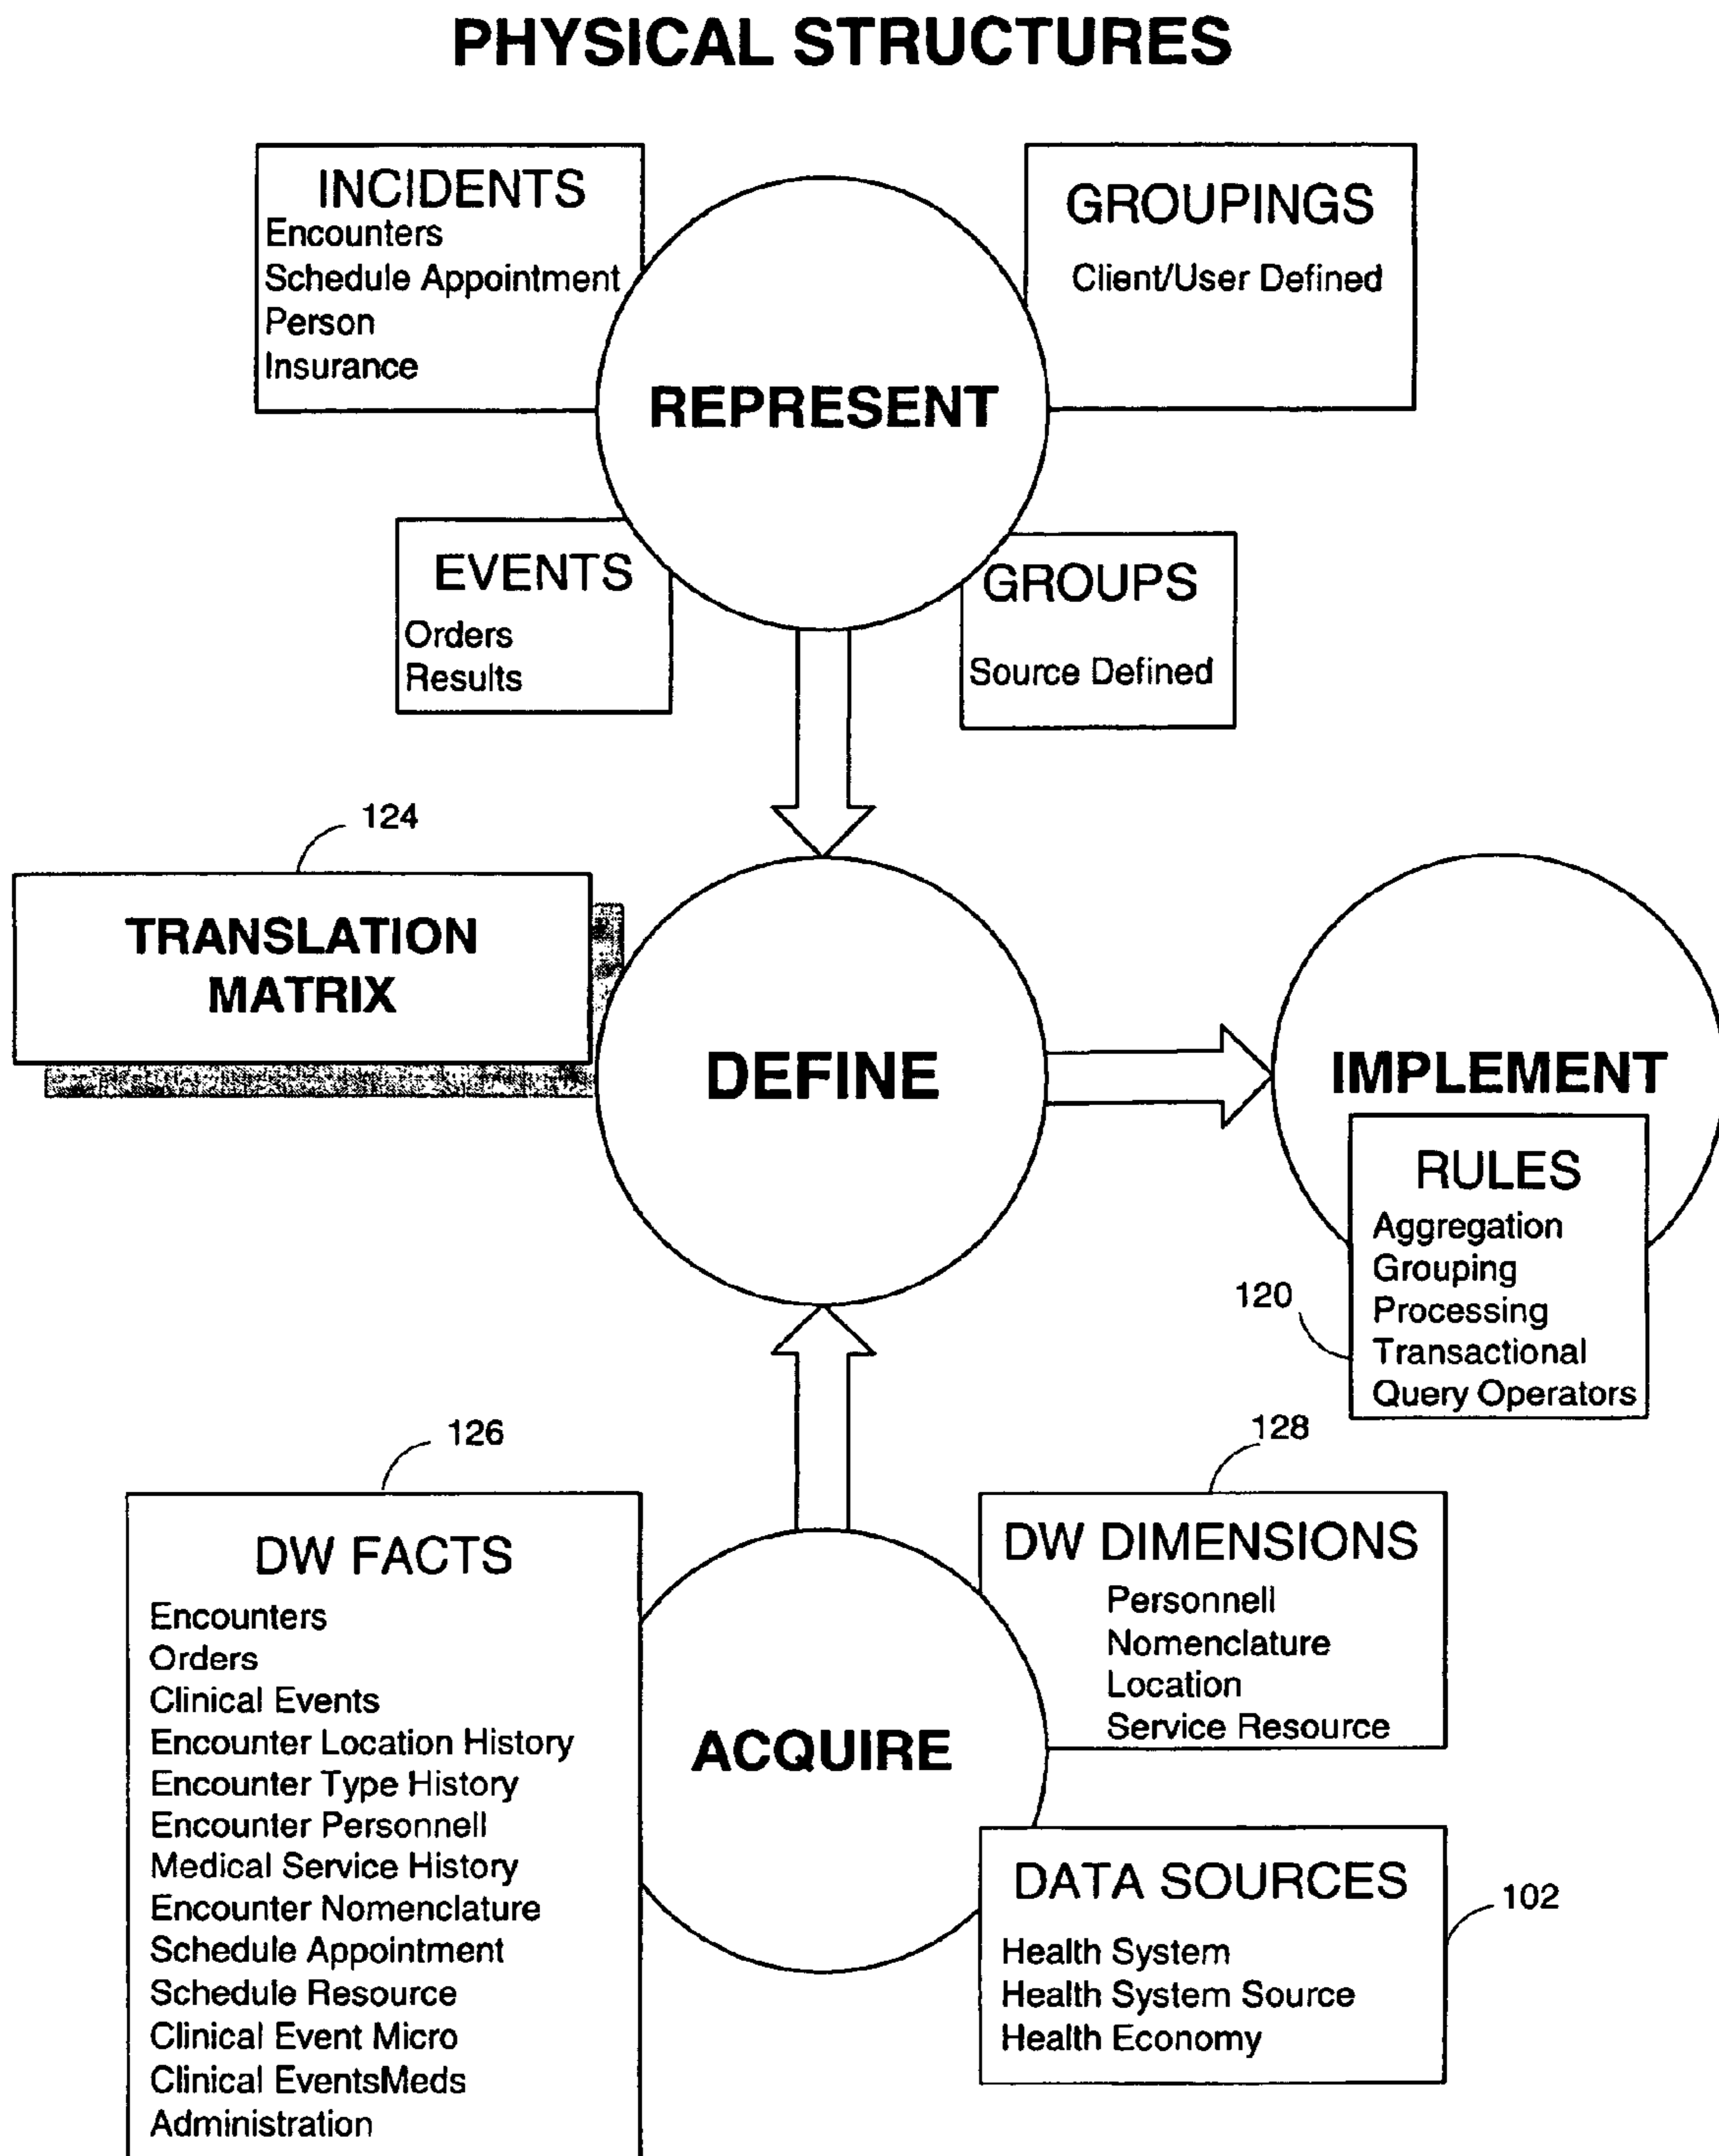 PHYSICAL STRUCTURES
INCIDENTS
Encounters
Schedule Appointment
Person
Insurance
GROUPINGS
Client/User Defined
REPRESENT
EVENTS
Orders
Results
GROUPS
Source Defined
124
TRANSLATION
MATRIX
DEFINE
IMPLEMENT
RULES
Aggregation
Grouping
Processing
Transactional
Query Operators
120
126
DW FACTS
Encounters
Orders
Clinical Events
Encounter Location History
Encounter Type History
Encounter Personnell
Medical Service History
Encounter Nomenclature
Schedule Appointment
Schedule Resource
Clinical Event Micro
Clinical EventsMeds
Administration
ACQUIRE
128
DW DIMENSIONS
Personnell
Nomenclature
Location
Service Resource
DATA SOURCES
Health System
Health System Source
Health Economy
102